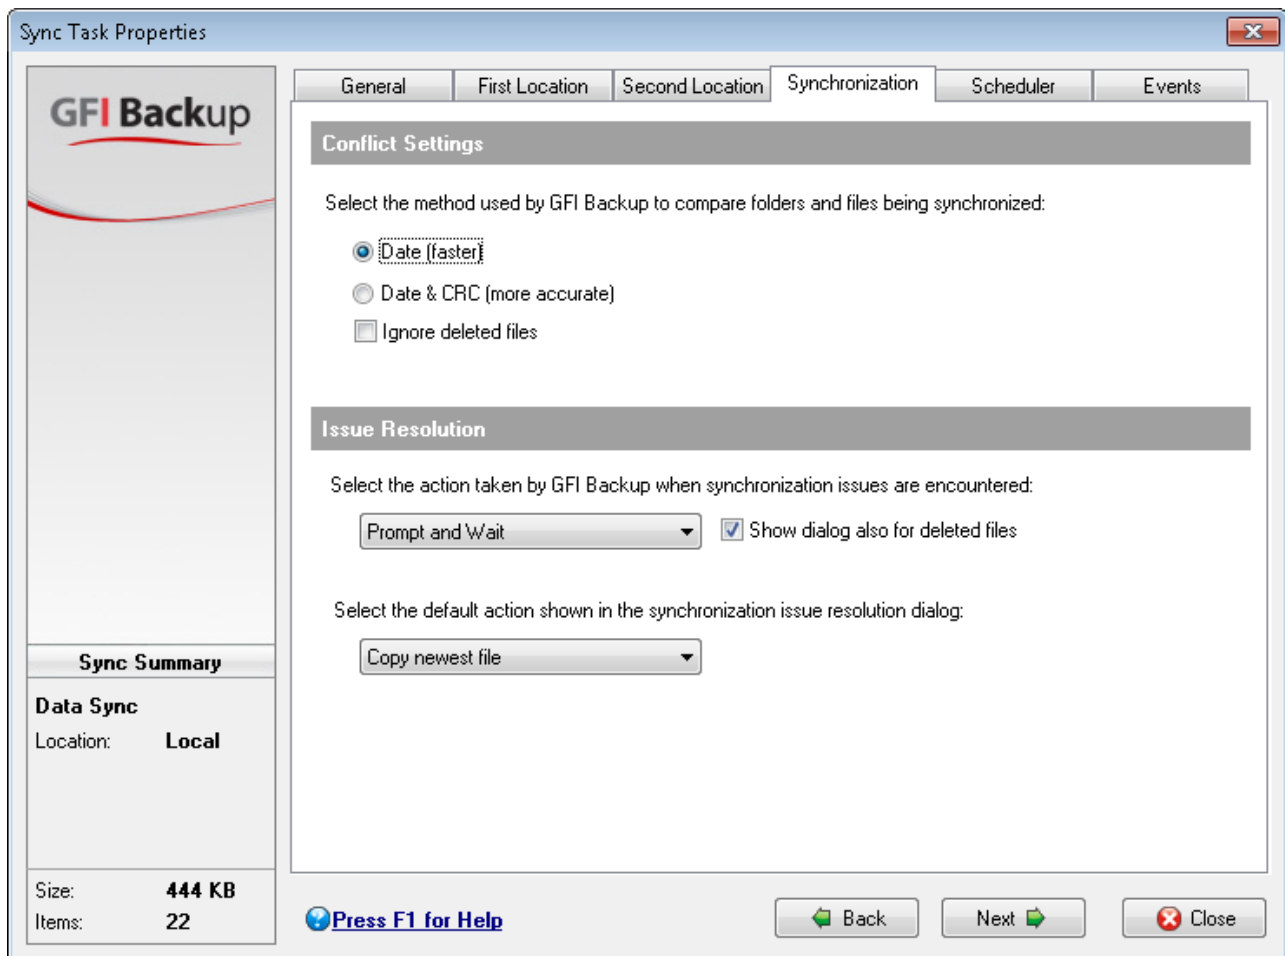 Sync Task Properties
GFI Backup
General First Location Second Location Synchronization Scheduler Events
Conflict Settings
Select the method used by GFI Backup to compare folders and files being synchronized:
Date (faster)
Date & CRC (more accurate)
Ignore deleted files
Issue Resolution
Select the action taken by GFI Backup when synchronization issues are encountered:
Prompt and Wait Show dialog also for deleted files
Select the default action shown in the synchronization issue resolution dialog:
Copy newest file
Sync Summary
Data Sync
Location: Local
Size: 444 KB
Items: 22
Press F1 for Help Back Next Close